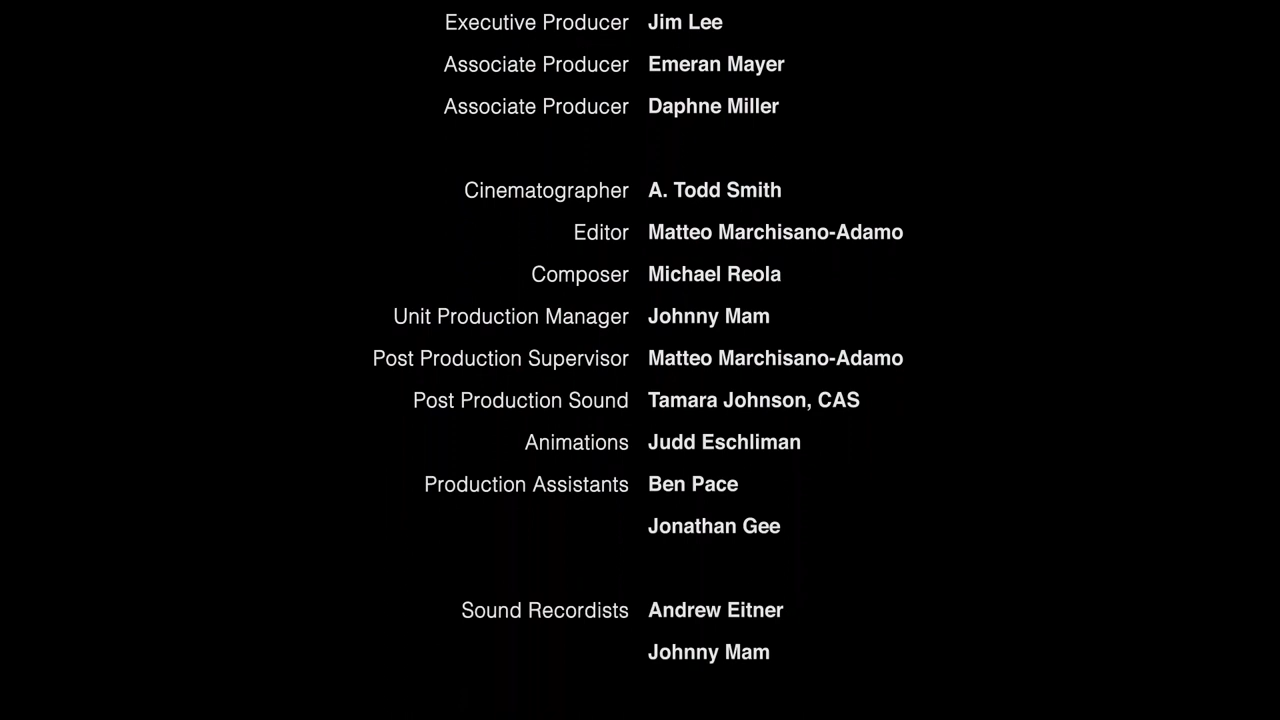 Executive Producer Jim Lee
Associate Producer Emeran Mayer
Associate Producer Daphne Miller
Cinematographer A. Todd Smith
Editor Matteo Marchisano-Adamo
Composer Michael Reola
Unit Production Manager Johnny Mam
Post Production Supervisor Matteo Marchisano-Adamo
Post Production Sound Tamara Johnson, CAS
Animations Judd Eschliman
Production Assistants Ben Pace
Jonathan Gee
Sound Recordists Andrew Eitner
Johnny Mam